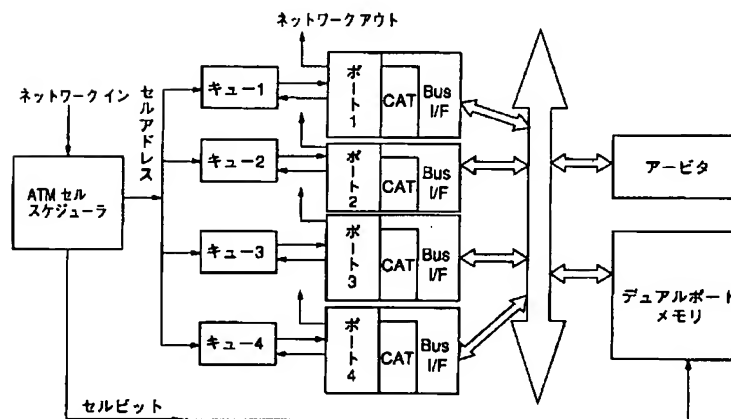 ネットワークアウト
ネットワークイン
セルアドレス
ATMセル
スケジューラ
キュー1
ポート1
CAT
Bus
I/F
キュー2
ポート2
CAT
Bus
I/F
キュー3
ポート3
CAT
Bus
I/F
キュー4
ポート4
CAT
Bus
I/F
アービタ
デュアルポート
メモリ
セルビット